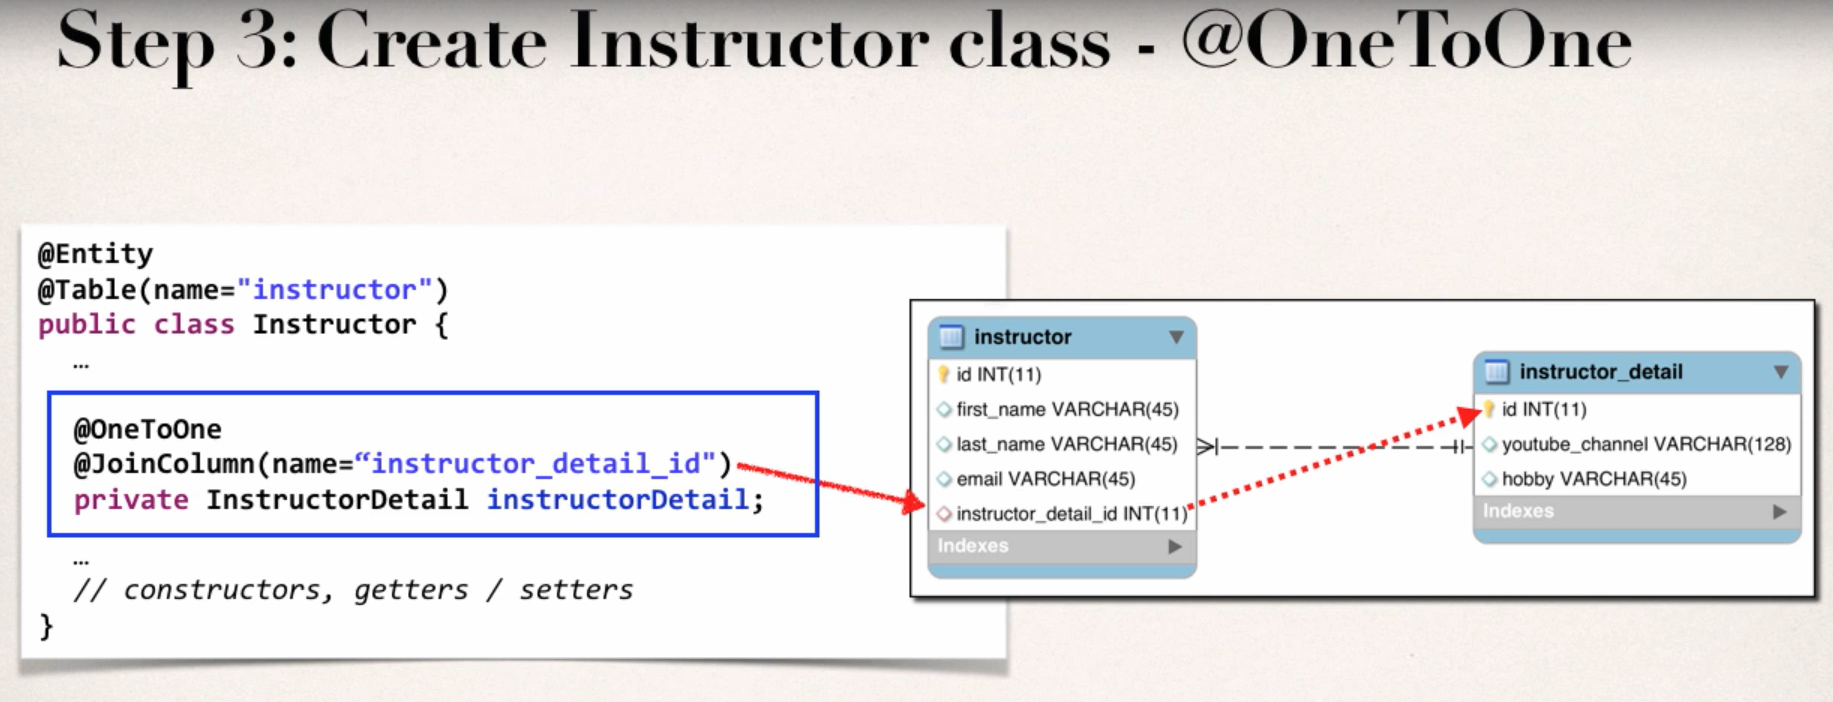 Step 3: Create Instructor class - @OneToOne
@Entity
@Table(name="instructor")
public class Instructor {
…
@OneToOne
@JoinColumn(name=“instructor_detail_id")
private InstructorDetail instructorDetail;
…
// constructors, getters / setters
}
instructor
id INT(11)
first_name VARCHAR(45)
last_name VARCHAR(45)
email VARCHAR(45)
instructor_detail_id INT(11)
Indexes
instructor_detail
id INT(11)
youtube_channel VARCHAR(128)
hobby VARCHAR(45)
Indexes